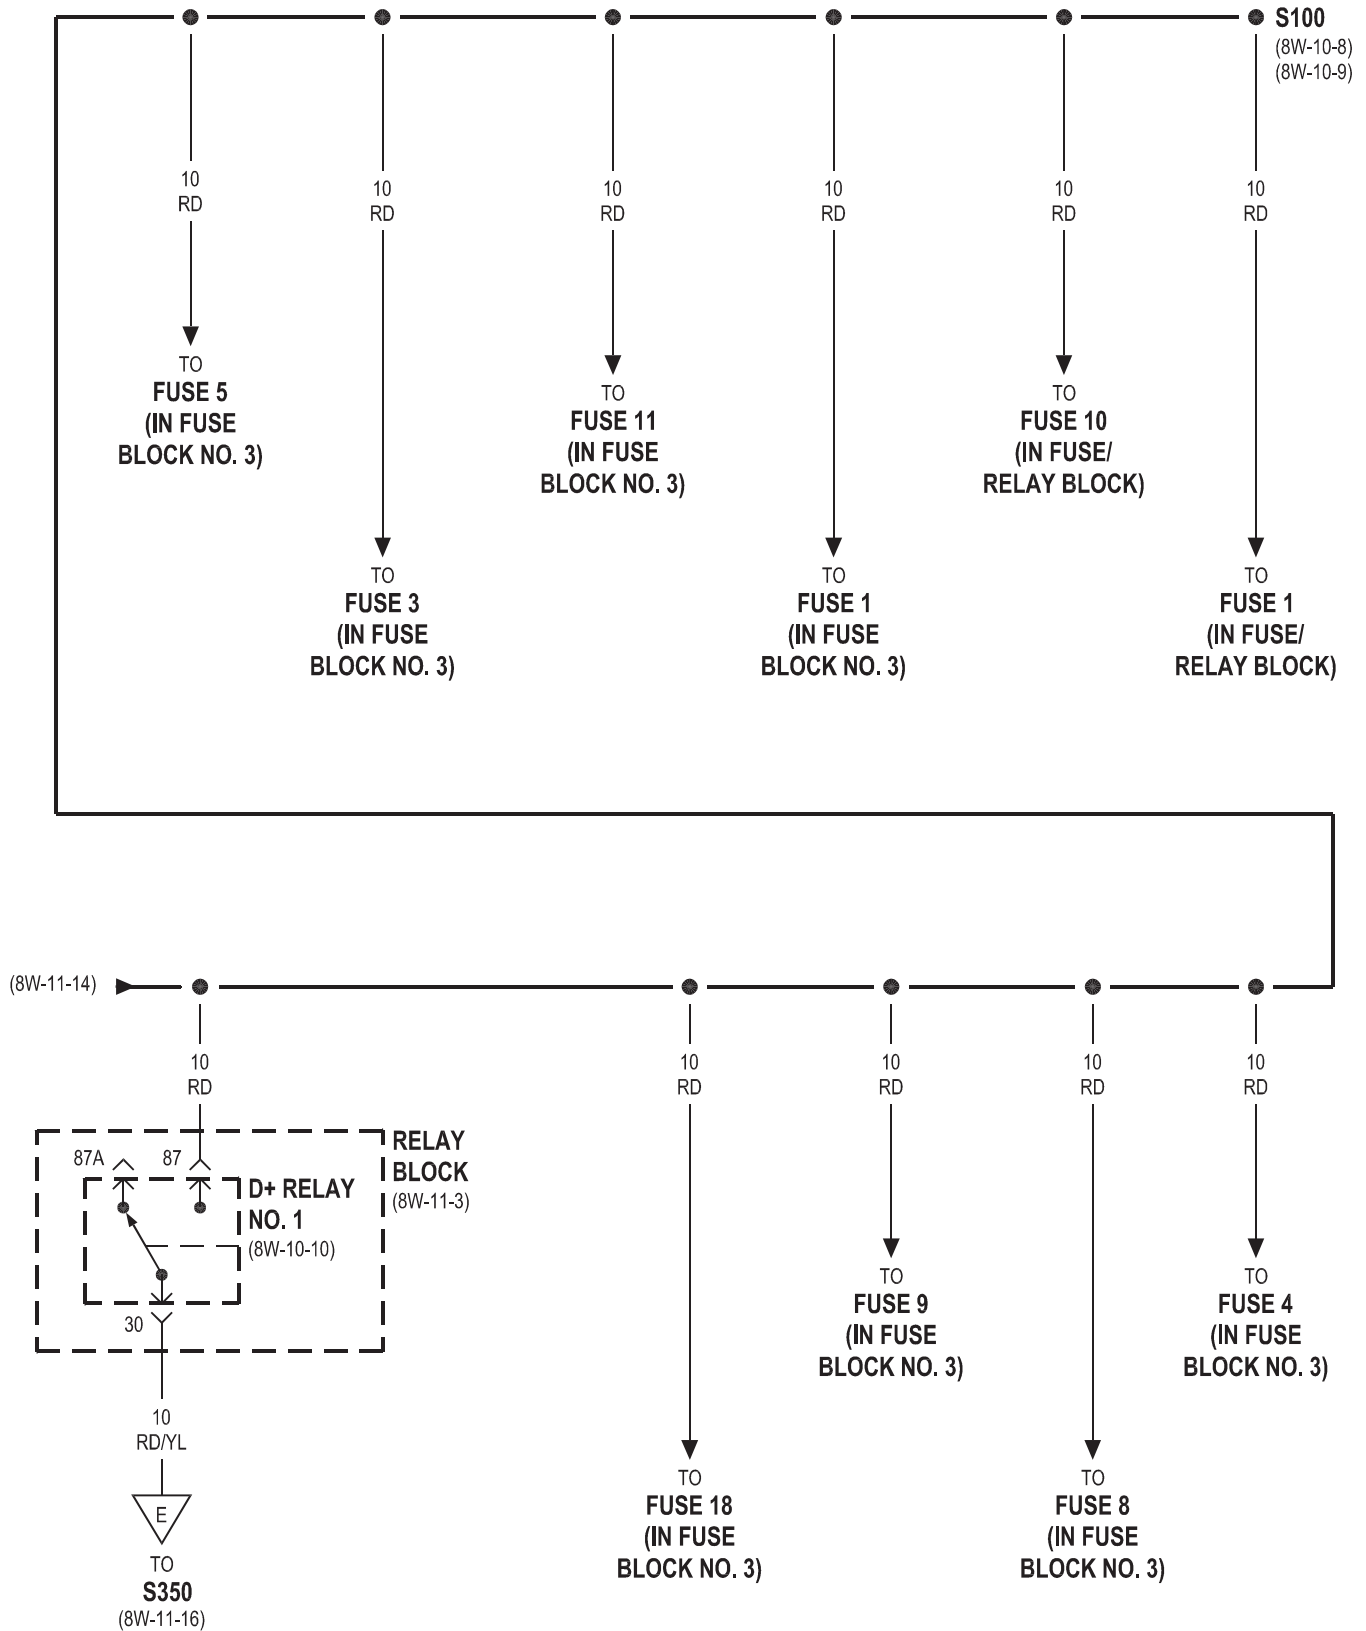 S100
(8W-10-8)
(8W-10-9)
10
RD
10
RD
10
RD
10
RD
10
RD
10
RD
TO
FUSE 5
(IN FUSE
BLOCK NO. 3)
TO
FUSE 11
(IN FUSE
BLOCK NO. 3)
TO
FUSE 10
(IN FUSE/
RELAY BLOCK)
TO
FUSE 3
(IN FUSE
BLOCK NO. 3)
TO
FUSE 1
(IN FUSE
BLOCK NO. 3)
TO
FUSE 1
(IN FUSE/
RELAY BLOCK)
(8W-11-14)
10
RD
10
RD
10
RD
10
RD
10
RD
RELAY
BLOCK
(8W-11-3)
87A
87
D+ RELAY
NO. 1
(8W-10-10)
30
TO
FUSE 9
(IN FUSE
BLOCK NO. 3)
TO
FUSE 4
(IN FUSE
BLOCK NO. 3)
10
RD/YL
E
TO
S350
(8W-11-16)
TO
FUSE 18
(IN FUSE
BLOCK NO. 3)
TO
FUSE 8
(IN FUSE
BLOCK NO. 3)